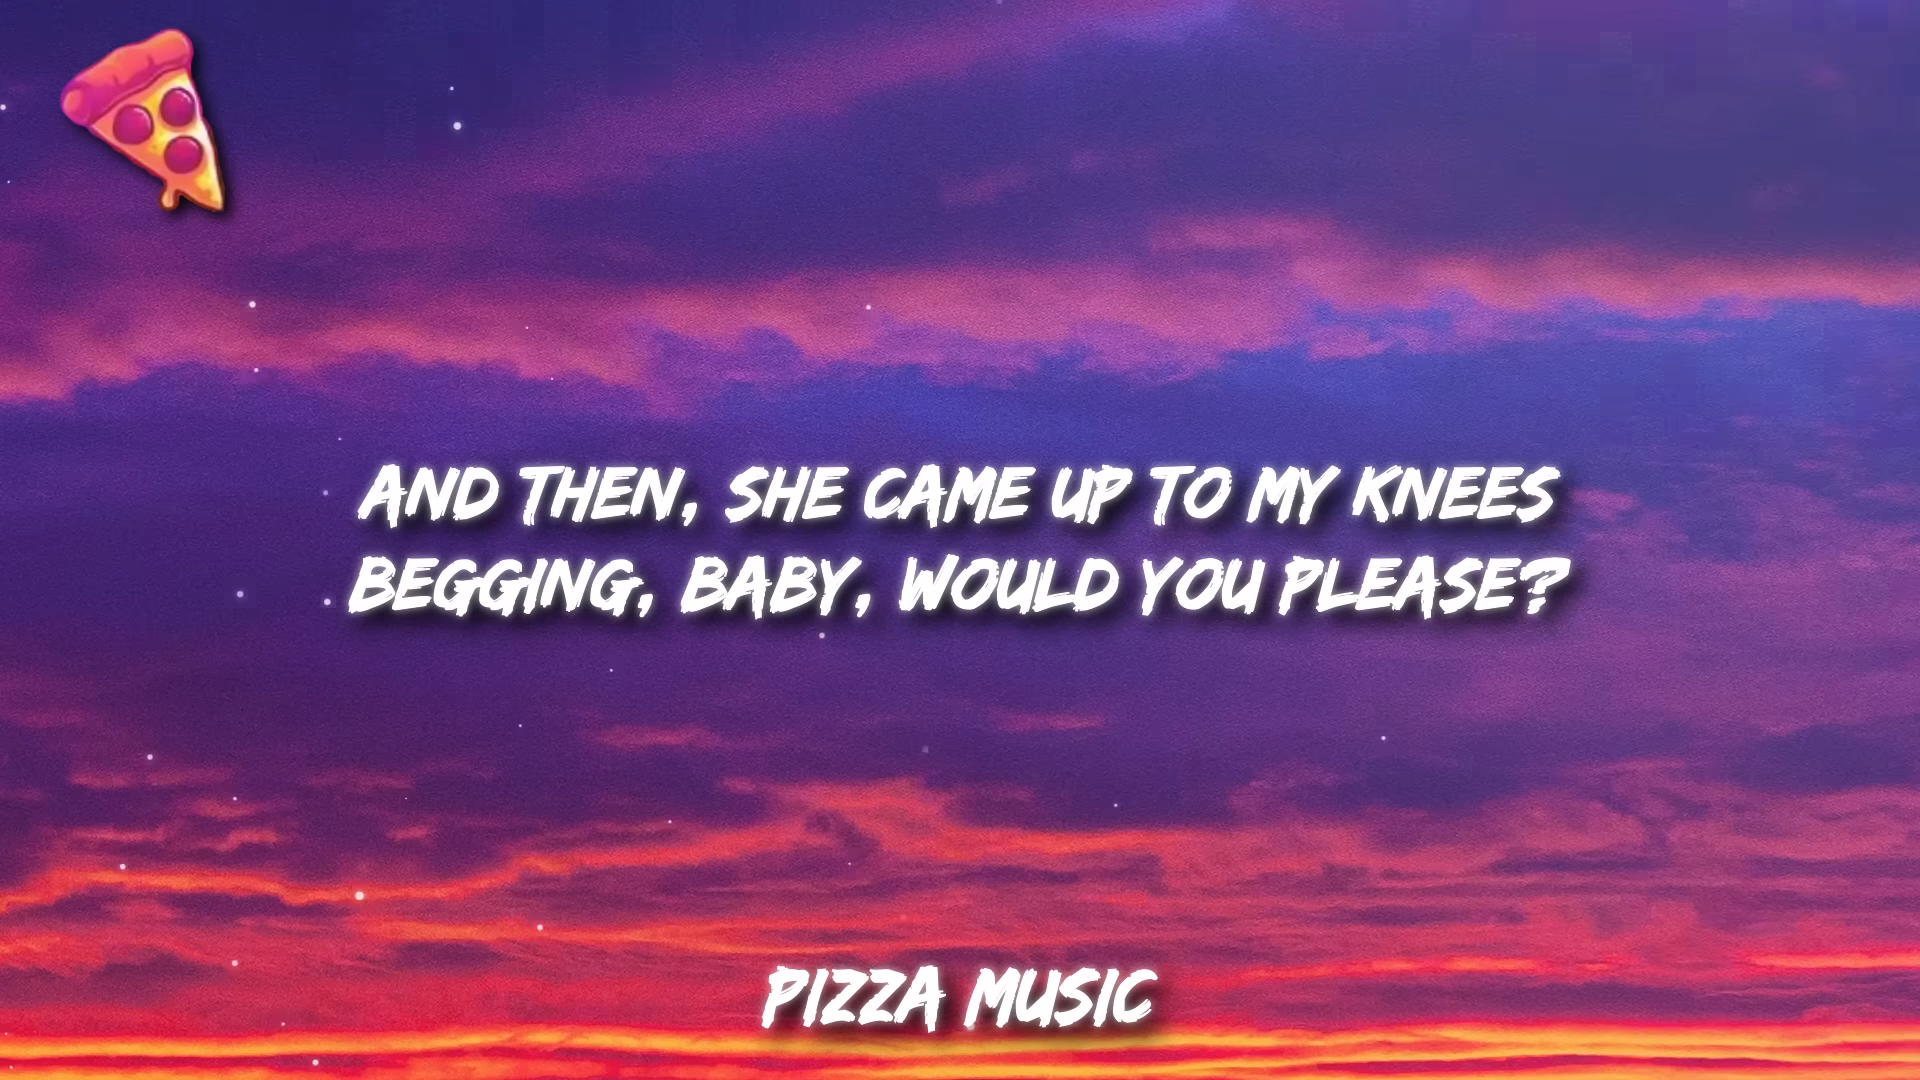 AND THEN, SHE CAME UP TO MY KNEES
BEGGING, BABY, WOULD YOU PLEASE?
PIZZA MUSIC